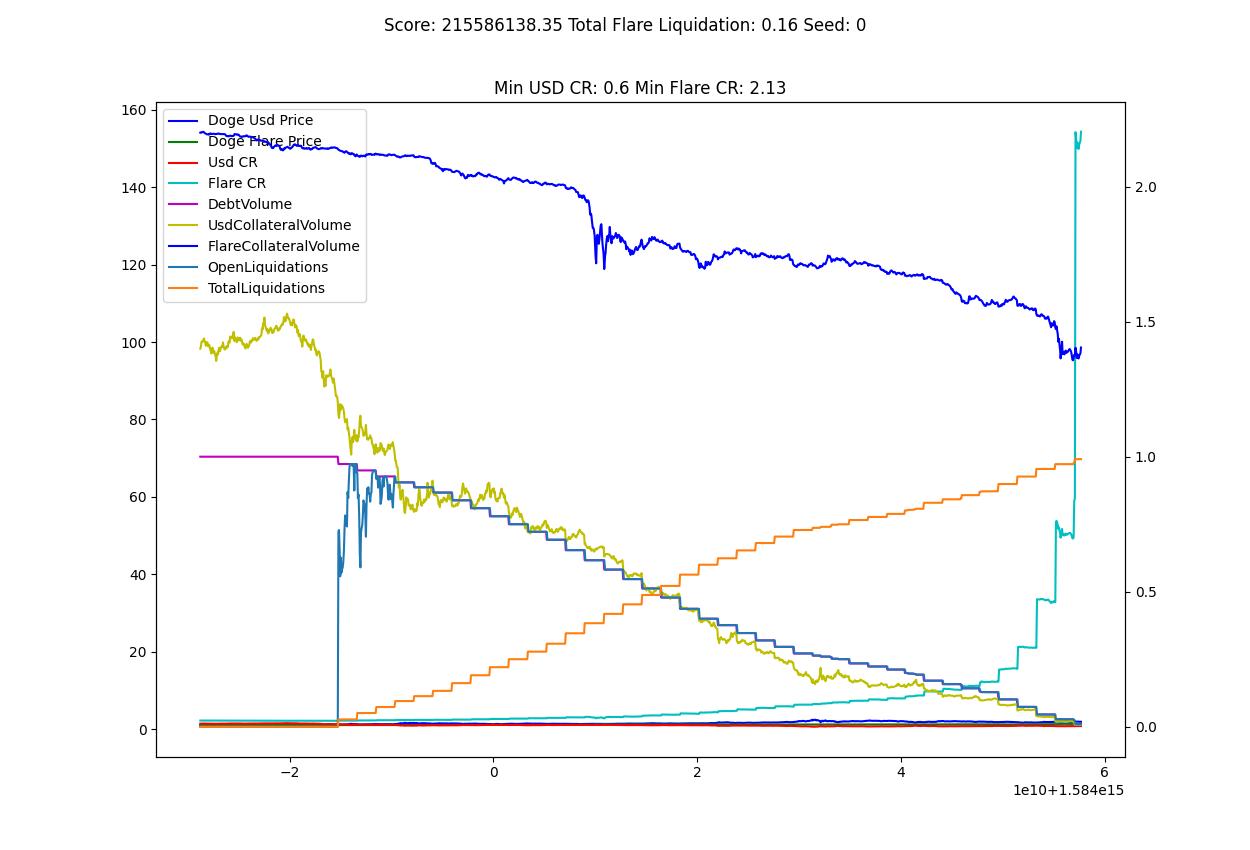 Score: 215586138.35 Total Flare Liquidation: 0.16 Seed: 0
Min USD CR: 0.6 Min Flare CR: 2.13
160
140
120
100
80
60
40
20
0
Doge Usd Price
Doge Flare Price
Usd CR
Flare CR
DebtVolume
UsdCollateralVolume
FlareCollateralVolume
OpenLiquidations
TotalLiquidations
2.0
1.5
1.0
0.5
0.0
−2 0 2 4 6
1e10+1.584e15